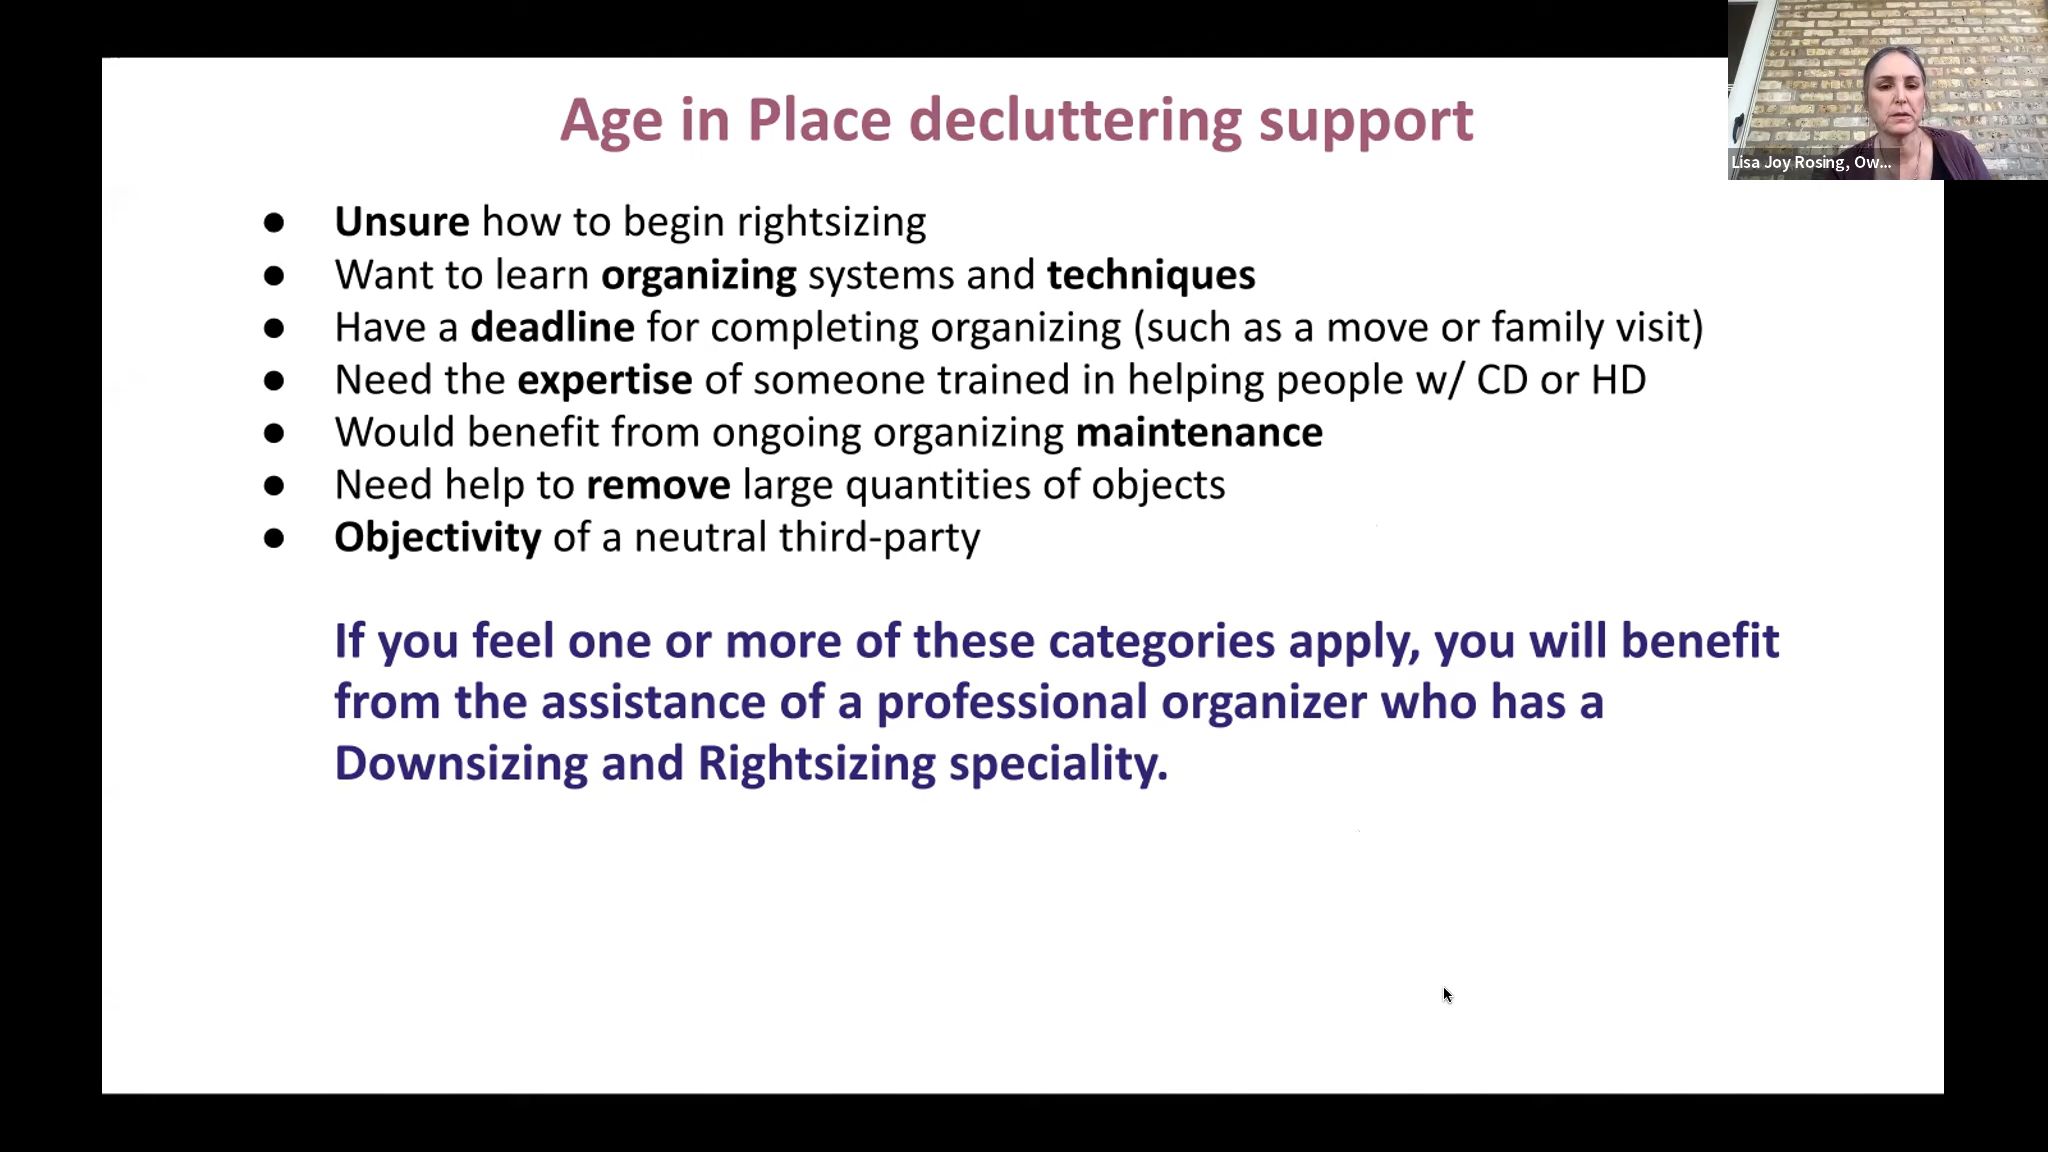 Age in Place decluttering support
Lisa Joy Rosing, Ow...
● Unsure how to begin rightsizing
● Want to learn organizing systems and techniques
● Have a deadline for completing organizing (such as a move or family visit)
● Need the expertise of someone trained in helping people w/ CD or HD
● Would benefit from ongoing organizing maintenance
● Need help to remove large quantities of objects
● Objectivity of a neutral third-party
If you feel one or more of these categories apply, you will benefit
from the assistance of a professional organizer who has a
Downsizing and Rightsizing speciality.